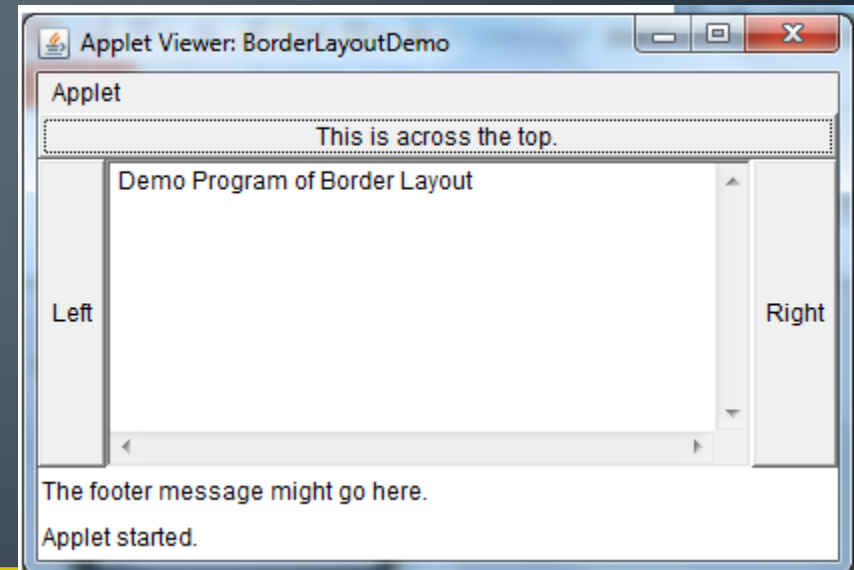 Applet Viewer: BorderLayoutDemo
Applet
This is across the top.
Demo Program of Border Layout
Left
Right
The footer message might go here.
Applet started.